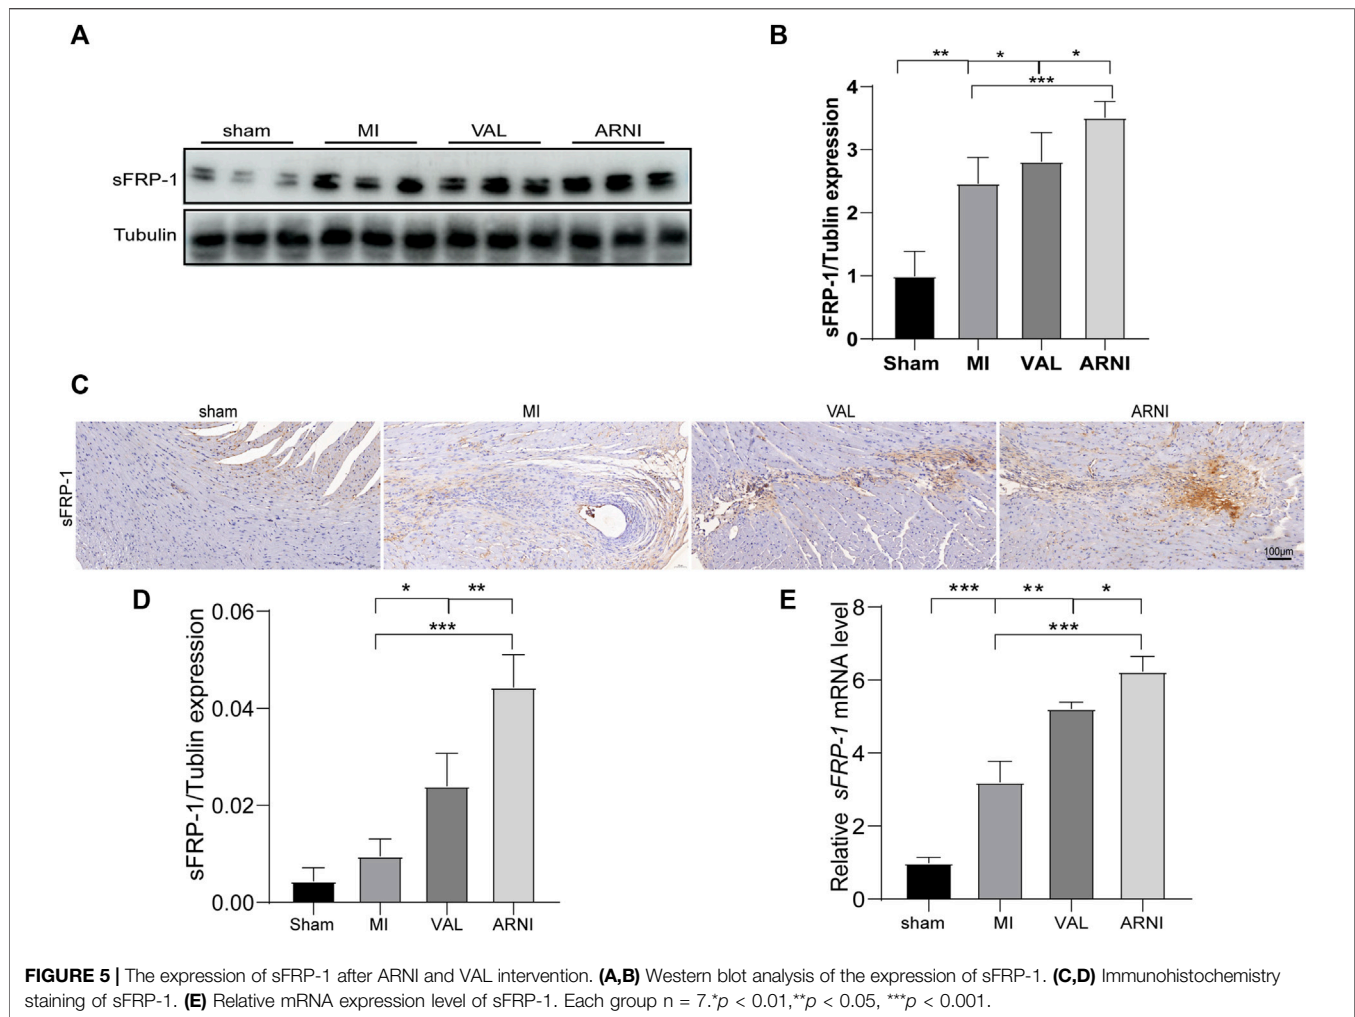 A
sham MI VAL ARNI
sFRP-1
Tubulin
B
** * *
***
sFRP-1/Tublin expression
4
3
2
1
0
Sham MI VAL ARNI
C
sham MI VAL ARNI
sFRP-1
100μm
D
* **
***
sFRP-1/Tublin expression
0.06
0.04
0.02
0.00
Sham MI VAL ARNI
E
*** ** *
***
Relative sFRP-1 mRNA level
8
6
4
2
0
sham MI VAL ARNI
FIGURE 5 | The expression of sFRP-1 after ARNI and VAL intervention. (A,B) Western blot analysis of the expression of sFRP-1. (C,D) Immunohistochemistry
staining of sFRP-1. (E) Relative mRNA expression level of sFRP-1. Each group n = 7.*p < 0.01,**p < 0.05, ***p < 0.001.